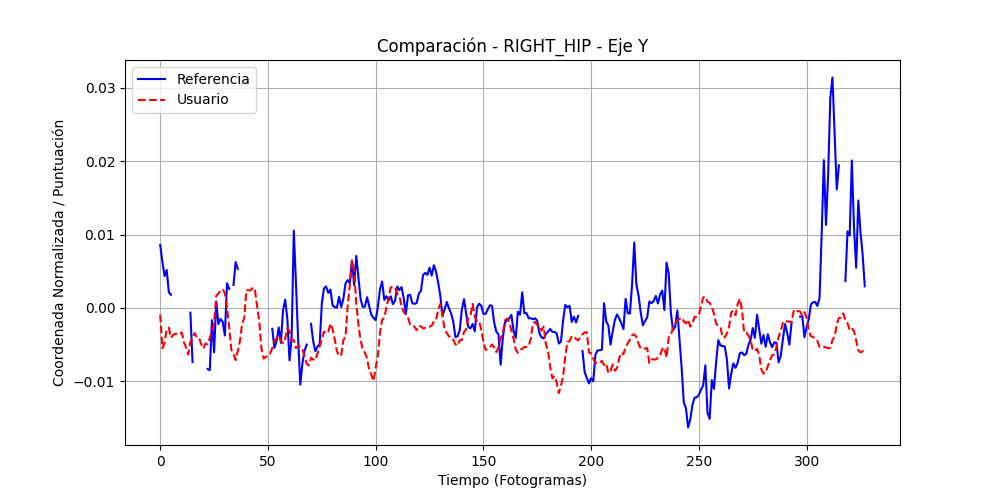 Comparación - RIGHT_HIP - Eje Y
Referencia
Usuario
Coordenada Normalizada / Puntuación
0.03
0.02
0.01
0.00
−0.01
0
50
100
150
200
250
300
Tiempo (Fotogramas)